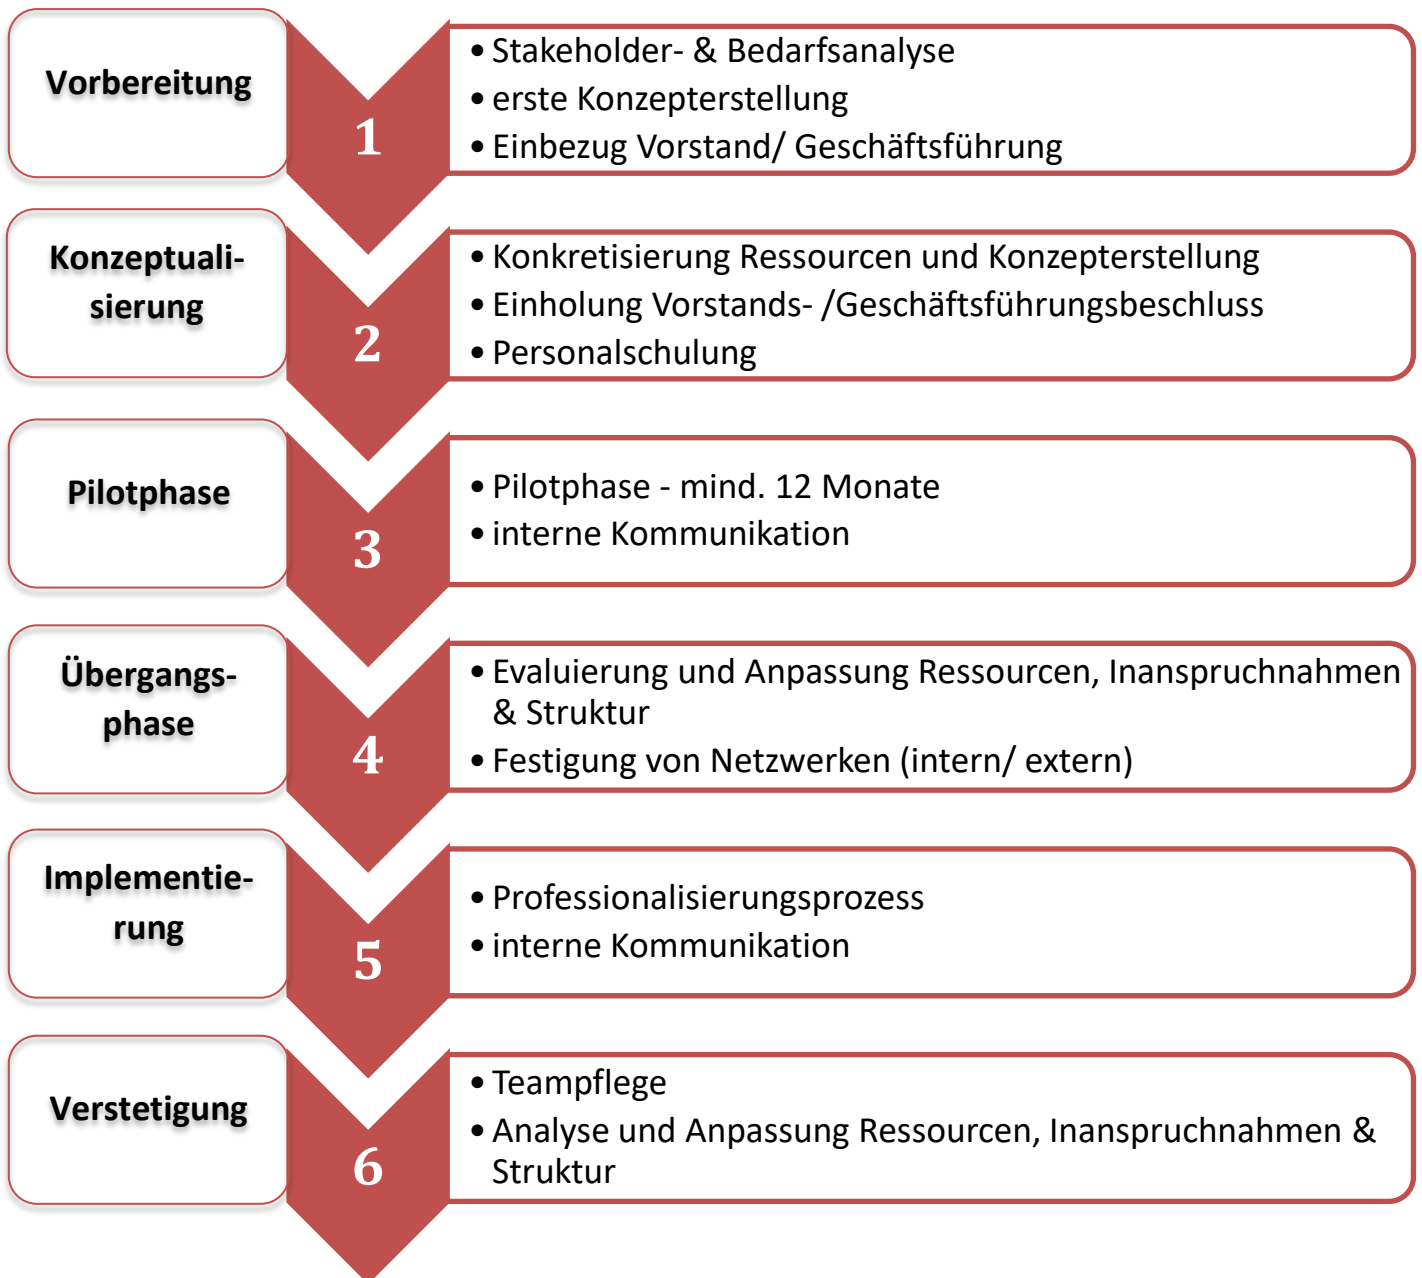 Vorbereitung
1
• Stakeholder- & Bedarfsanalyse
• erste Konzepterstellung
• Einbezug Vorstand/ Geschäftsführung
Konzeptuali-
sierung
2
• Konkretisierung Ressourcen und Konzepterstellung
• Einholung Vorstands- /Geschäftsführungsbeschluss
• Personalschulung
Pilotphase
3
• Pilotphase - mind. 12 Monate
• interne Kommunikation
Übergangs-
phase
4
• Evaluierung und Anpassung Ressourcen, Inanspruchnahmen
& Struktur
• Festigung von Netzwerken (intern/ extern)
Implementie-
rung
5
• Professionalisierungsprozess
• interne Kommunikation
Verstetigung
6
• Teampflege
• Analyse und Anpassung Ressourcen, Inanspruchnahmen &
Struktur